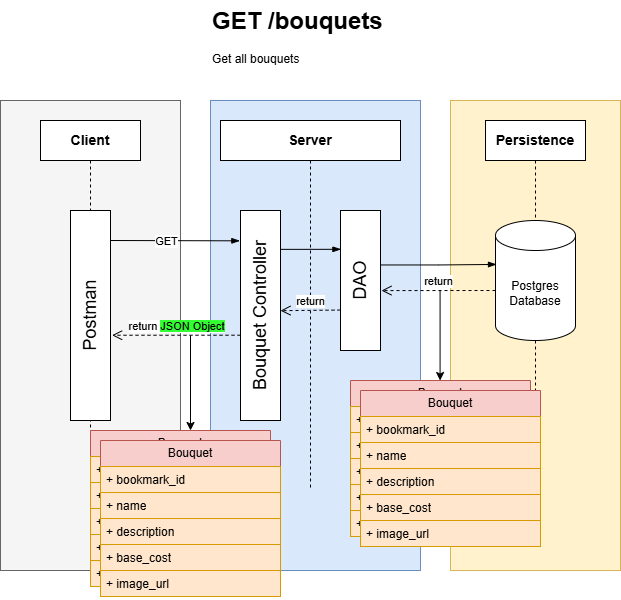 GET /bouquets
Get all bouquets
Client
Server
Persistence
GET
Postman
Bouquet Controller
DAO
Postgres
Database
return
return
return JSON Object
Bouquet
+ bookmark_id
+ name
+ description
+ base_cost
+ image_url
Bouquet
+ bookmark_id
+ name
+ description
+ base_cost
+ image_url